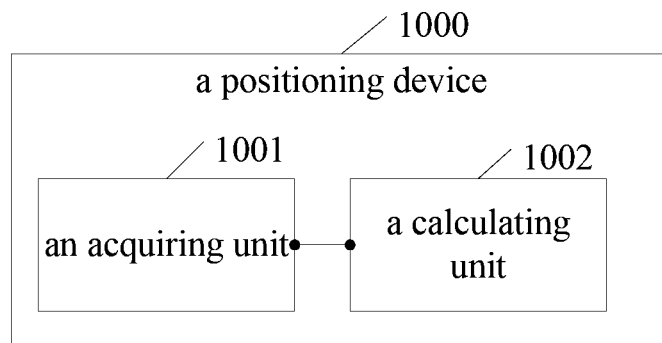 1000
a positioning device
1001
1002
an acquiring unit
a calculating
unit